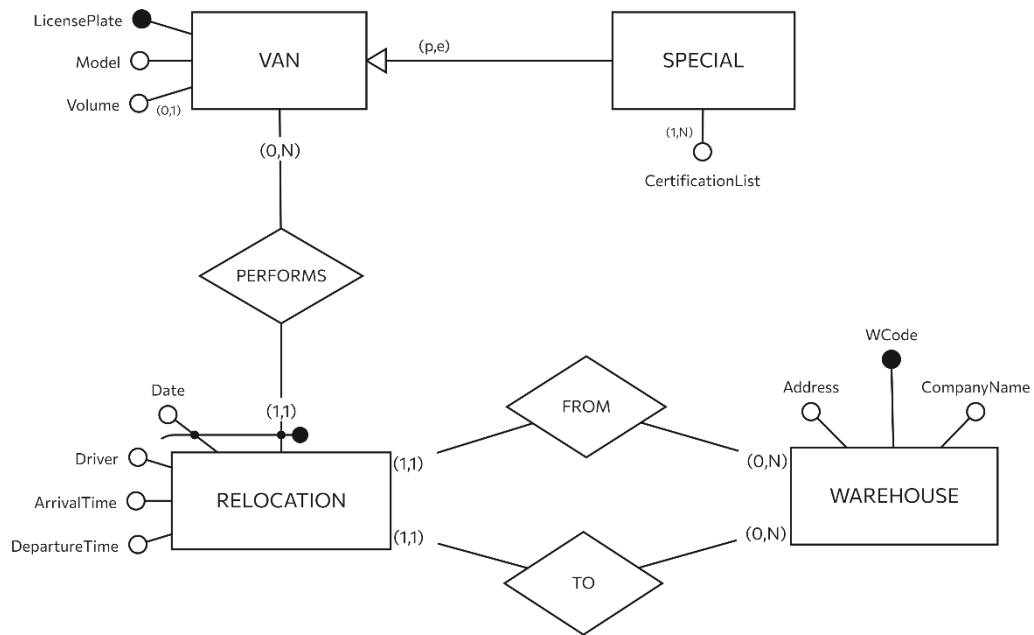 LicensePlate
Model
Volume
(0,1)
VAN
(p,e)
SPECIAL
(1,N)
CertificationList
(0,N)
PERFORMS
(1,1)
Date
Driver
ArrivalTime
DepartureTime
RELOCATION
(1,1)
(1,1)
FROM
TO
(0,N)
(0,N)
WCode
Address
CompanyName
WAREHOUSE